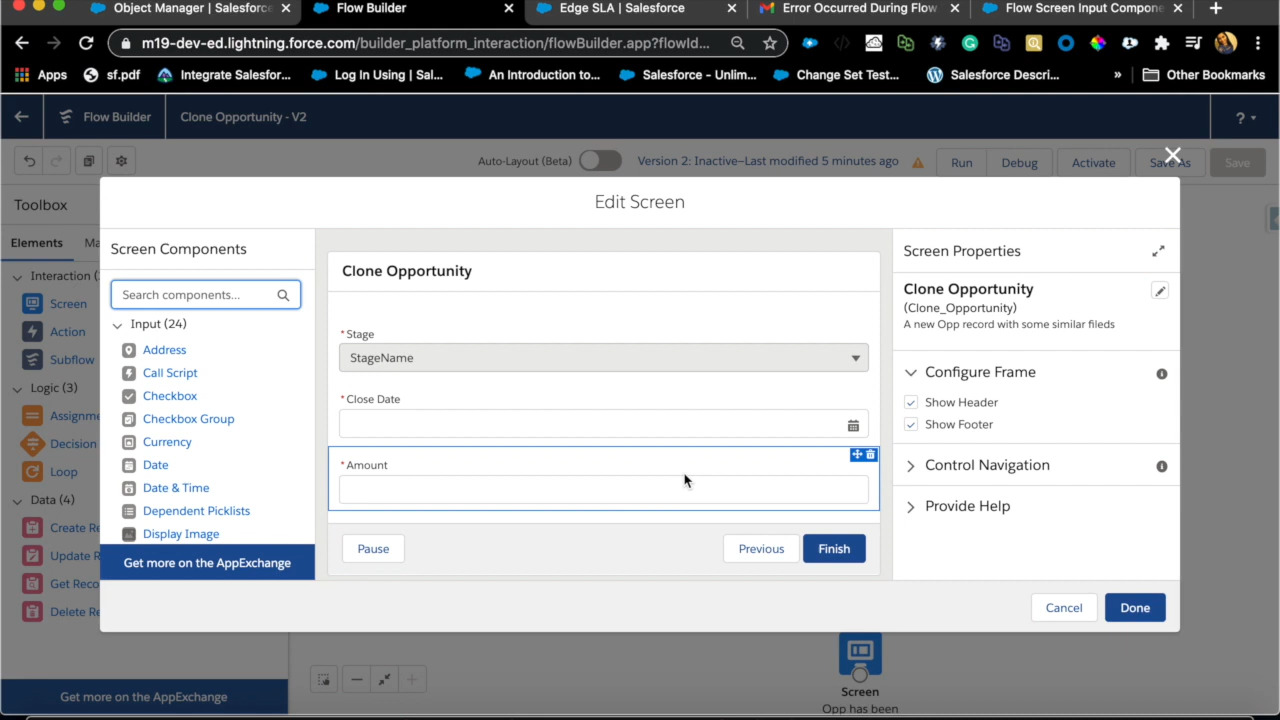 Object Manager | Salesforce
Flow Builder
Edge SLA | Salesforce
Error Occurred During Flow
Flow Screen Input Compone
m19-dev-ed.lightning.force.com/builder_platform_interaction/flowBuilder.app?flowId...
Apps
sf.pdf
Integrate Salesfor...
Log In Using | Sal...
An Introduction to...
Salesforce – Unlim...
Change Set Test...
Salesforce Descri...
»
Other Bookmarks
Flow Builder
Clone Opportunity - V2
?
Auto-Layout (Beta)
Version 2: Inactive—Last modified 5 minutes ago
Run
Debug
Activate
Save As
Save
Toolbox
Elements
Ma
Interaction (
Screen
Action
Subflow
Logic (3)
Assignme
Decision
Loop
Data (4)
Create Re
Update R
Get Reco
Delete Re
Get more on the AppExchange
Edit Screen
Screen Components
Search components...
Input (24)
Address
Call Script
Checkbox
Checkbox Group
Currency
Date
Date & Time
Dependent Picklists
Display Image
Get more on the AppExchange
Clone Opportunity
*Stage
StageName
*Close Date
*Amount
Pause
Previous
Finish
Screen Properties
Clone Opportunity
(Clone_Opportunity)
A new Opp record with some similar fileds
Configure Frame
Show Header
Show Footer
Control Navigation
Provide Help
Cancel
Done
Screen
Opp has been